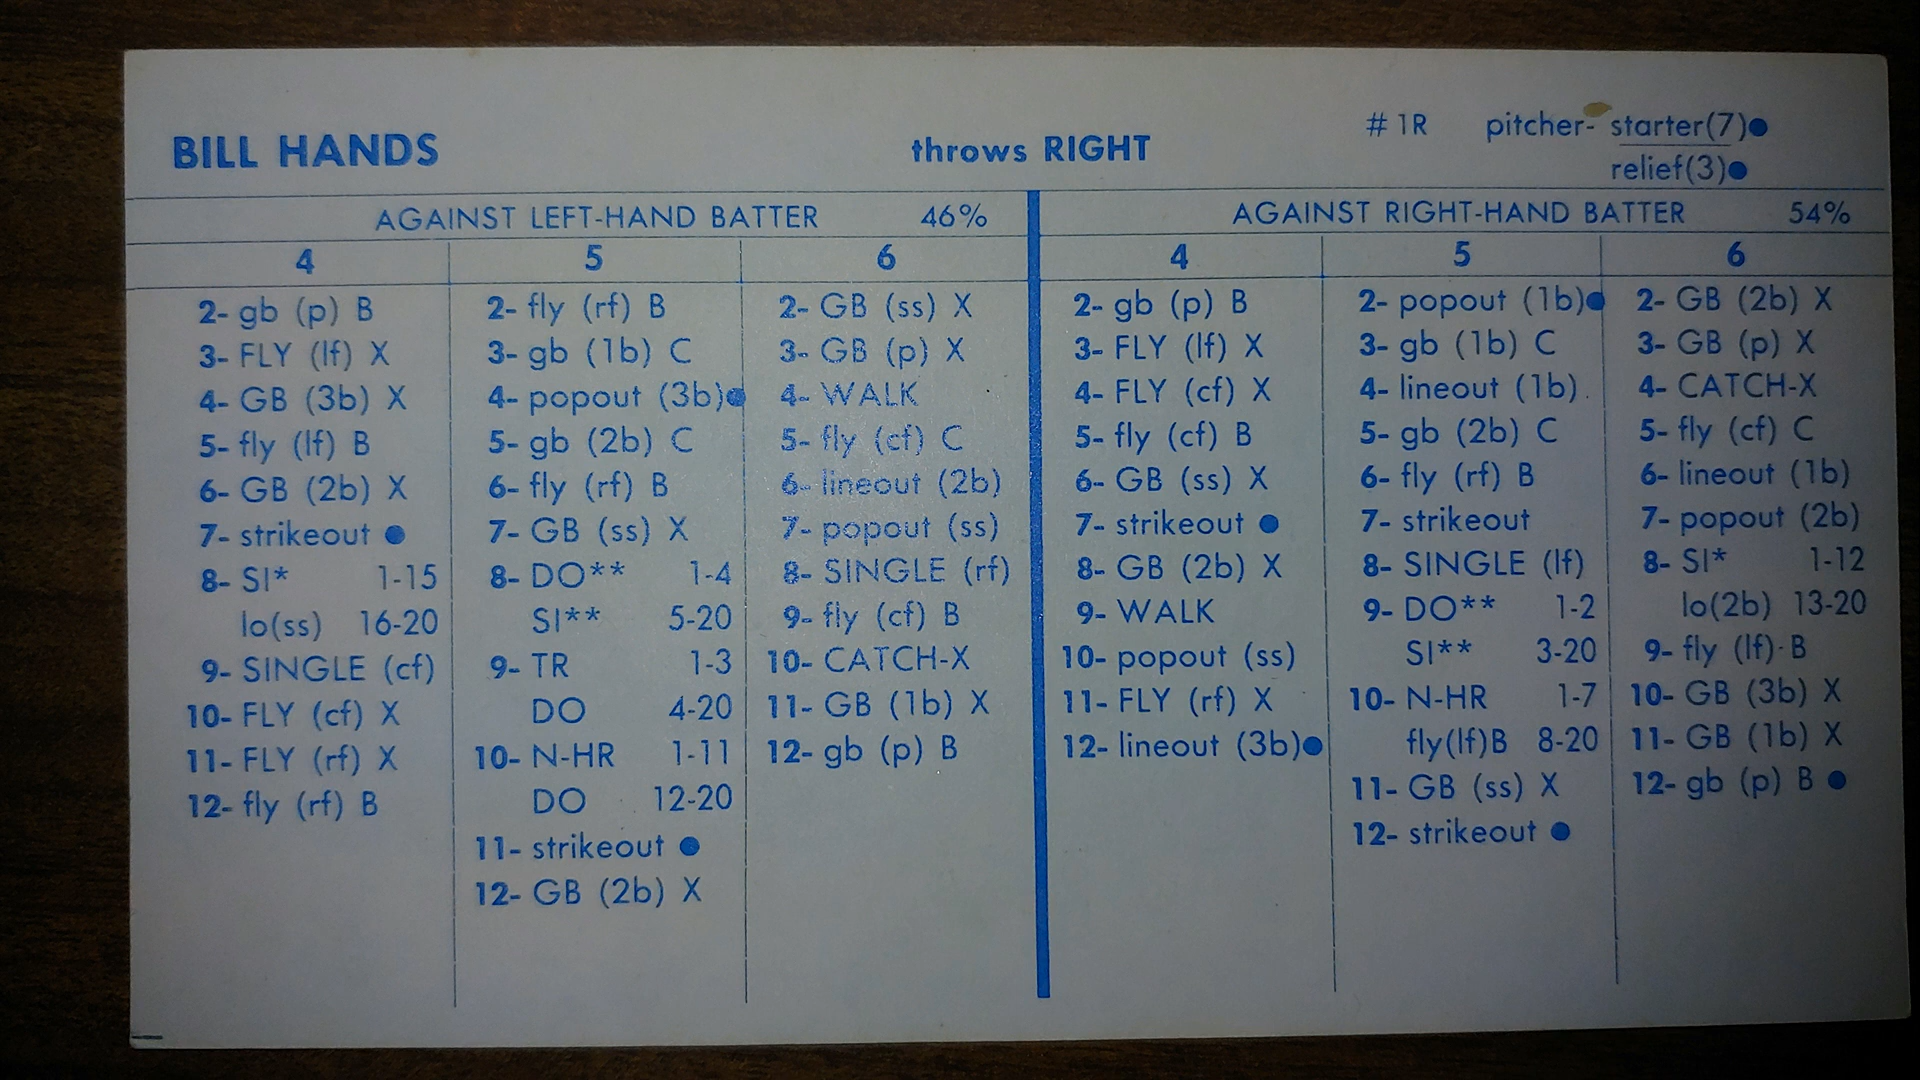 BILL HANDS throws RIGHT # 1R pitcher- starter(7)●
relief(3)●
AGAINST LEFT-HAND BATTER 46%
4 5 6
2- gb (p) B
3- FLY (lf) X
4- GB (3b) X
5- fly (lf) B
6- GB (2b) X
7- strikeout ●
8- SI* 1-15
lo(ss) 16-20
9- SINGLE (cf)
10- FLY (cf) X
11- FLY (rf) X
12- fly (rf) B
2- fly (rf) B
3- gb (1b) C
4- popout (3b)●
5- gb (2b) C
6- fly (rf) B
7- GB (ss) X
8- DO** 1-4
SI** 5-20
9- TR 1-3
DO 4-20
10- N-HR 1-11
DO 12-20
11- strikeout ●
12- GB (2b) X
2- GB (ss) X
3- GB (p) X
4- WALK
5- fly (cf) C
6- lineout (2b)
7- popout (ss)
8- SINGLE (rf)
9- fly (cf) B
10- CATCH-X
11- GB (1b) X
12- gb (p) B
AGAINST RIGHT-HAND BATTER 54%
4 5 6
2- gb (p) B
3- FLY (lf) X
4- FLY (cf) X
5- fly (cf) B
6- GB (ss) X
7- strikeout ●
8- GB (2b) X
9- WALK
10- popout (ss)
11- FLY (rf) X
12- lineout (3b)●
2- popout (1b)●
3- gb (1b) C
4- lineout (1b)
5- gb (2b) C
6- fly (rf) B
7- strikeout
8- SINGLE (lf)
9- DO** 1-2
SI** 3-20
10- N-HR 1-7
fly(lf)B 8-20
11- GB (ss) X
12- strikeout ●
2- GB (2b) X
3- GB (p) X
4- CATCH-X
5- fly (cf) C
6- lineout (1b)
7- popout (2b)
8- SI* 1-12
lo(2b) 13-20
9- fly (lf) B
10- GB (3b) X
11- GB (1b) X
12- gb (p) B ●